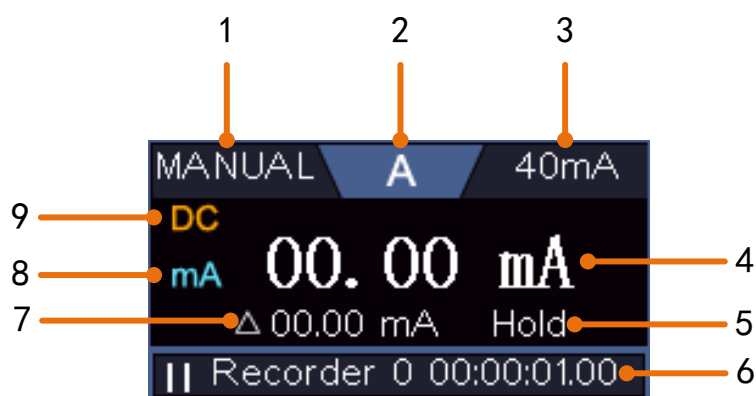 1 2 3
MANUAL A 40mA
9 DC
8 mA 00.00 mA 4
7 △ 00.00 mA Hold 5
Recorder 0 00:00:01.00 6